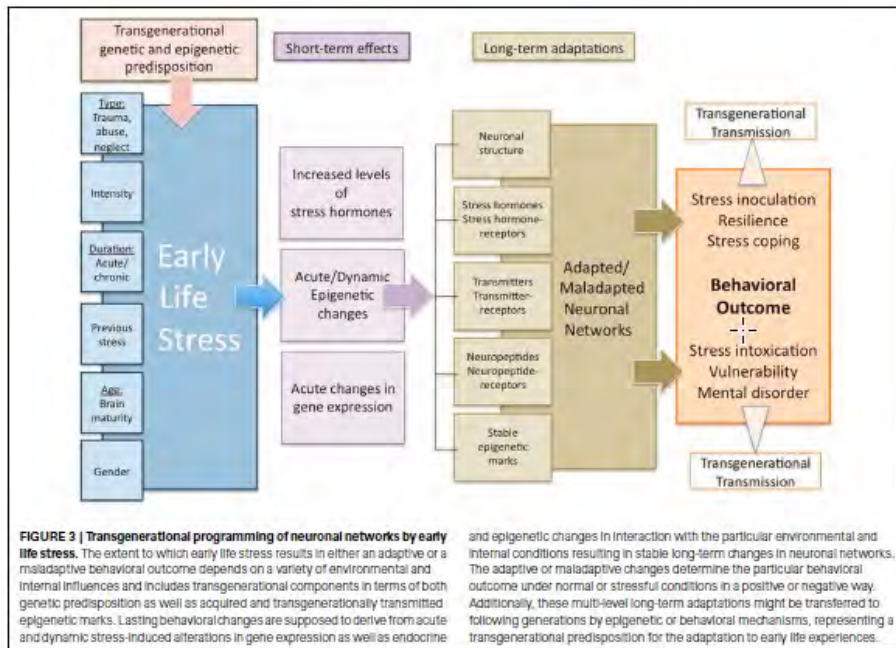 Transgenerational
genetic and epigenetic
predisposition
Short-term effects
Long-term adaptations
Type:
Trauma,
abuse,
neglect
Intensity
Duration:
Acute/
chronic
Previous
stress
Age:
Brain
maturity
Gender
Early
Life
Stress
Increased levels
of
stress hormones
Acute/Dynamic
Epigenetic
changes
Acute changes in
gene expression
Neuronal
structure
Stress hormones
Stress hormone-
receptors
Transmitters
Transmitter-
receptors
Neuropeptides
Neuropeptide-
receptors
Stable
epigenetic
marks
Adapted/
Maladapted
Neuronal
Networks
Transgenerational
Transmission
Stress inoculation
Resilience
Stress coping
Behavioral
Outcome
Stress intoxication
Vulnerability
Mental disorder
Transgenerational
Transmission
FIGURE 3 | Transgenerational programming of neuronal networks by early
life stress. The extent to which early life stress results in either an adaptive or a
maladaptive behavioral outcome depends on a variety of environmental and
internal influences and includes transgenerational components in terms of both
genetic predisposition as well as acquired and transgenerationally transmitted
epigenetic marks. Lasting behavioral changes are supposed to derive from acute
and dynamic stress-induced alterations in gene expression as well as endocrine
and epigenetic changes in interaction with the particular environmental and
internal conditions resulting in stable long-term changes in neuronal networks.
The adaptive or maladaptive changes determine the particular behavioral
outcome under normal or stressful conditions in a positive or negative way.
Additionally, these multi-level long-term adaptations might be transferred to
following generations by epigenetic or behavioral mechanisms, representing a
transgenerational predisposition for the adaptation to early life experiences.